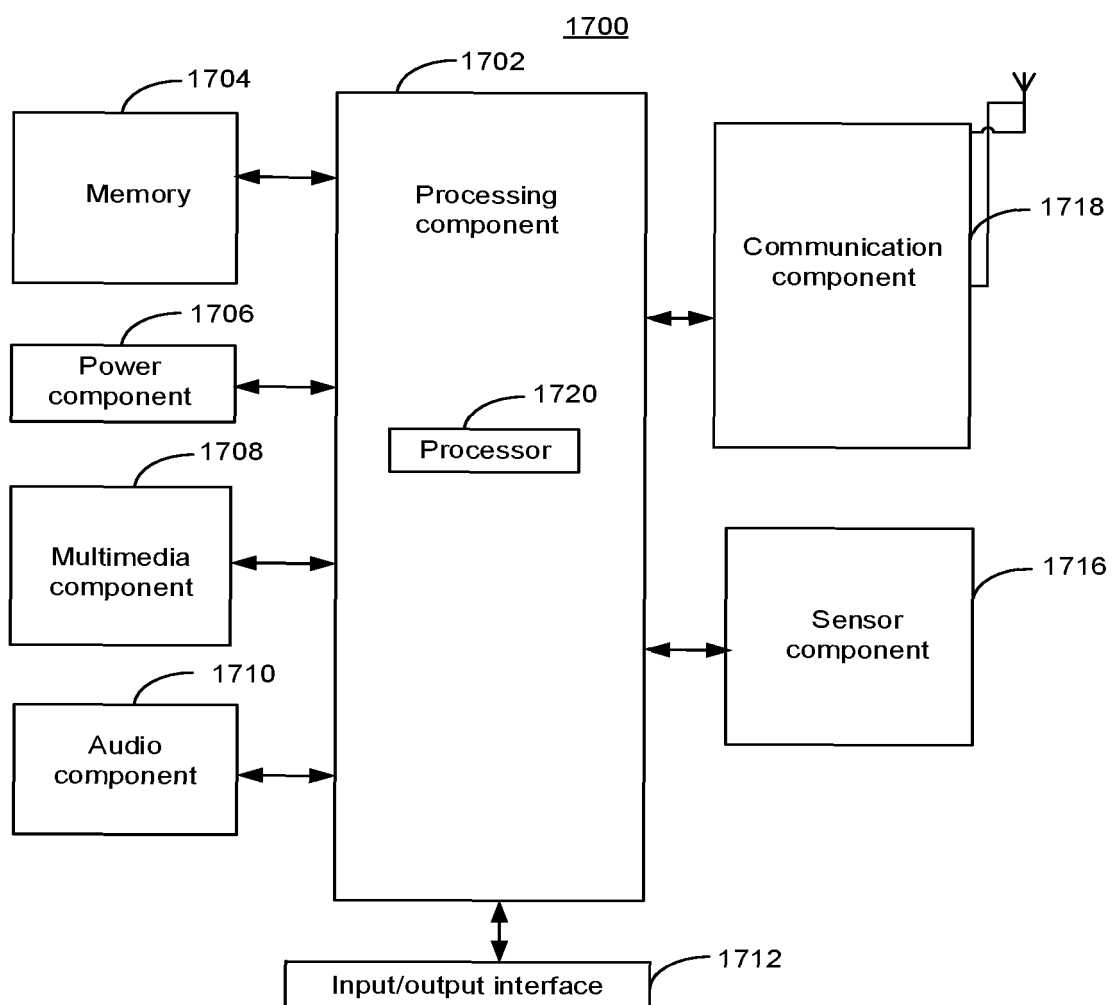 1700
1704
1702
Memory
Processing
component
1718
Communication
component
1706
Power
component
1720
Processor
1708
Multimedia
component
1716
Sensor
component
1710
Audio
component
1712
Input/output interface